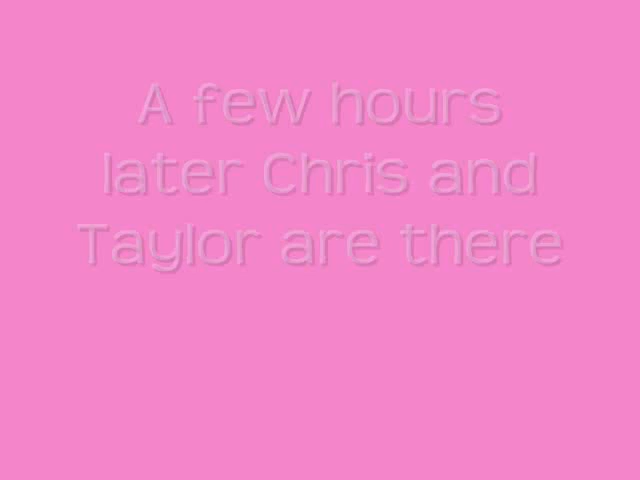 A few hours
later Chris and
Taylor are there